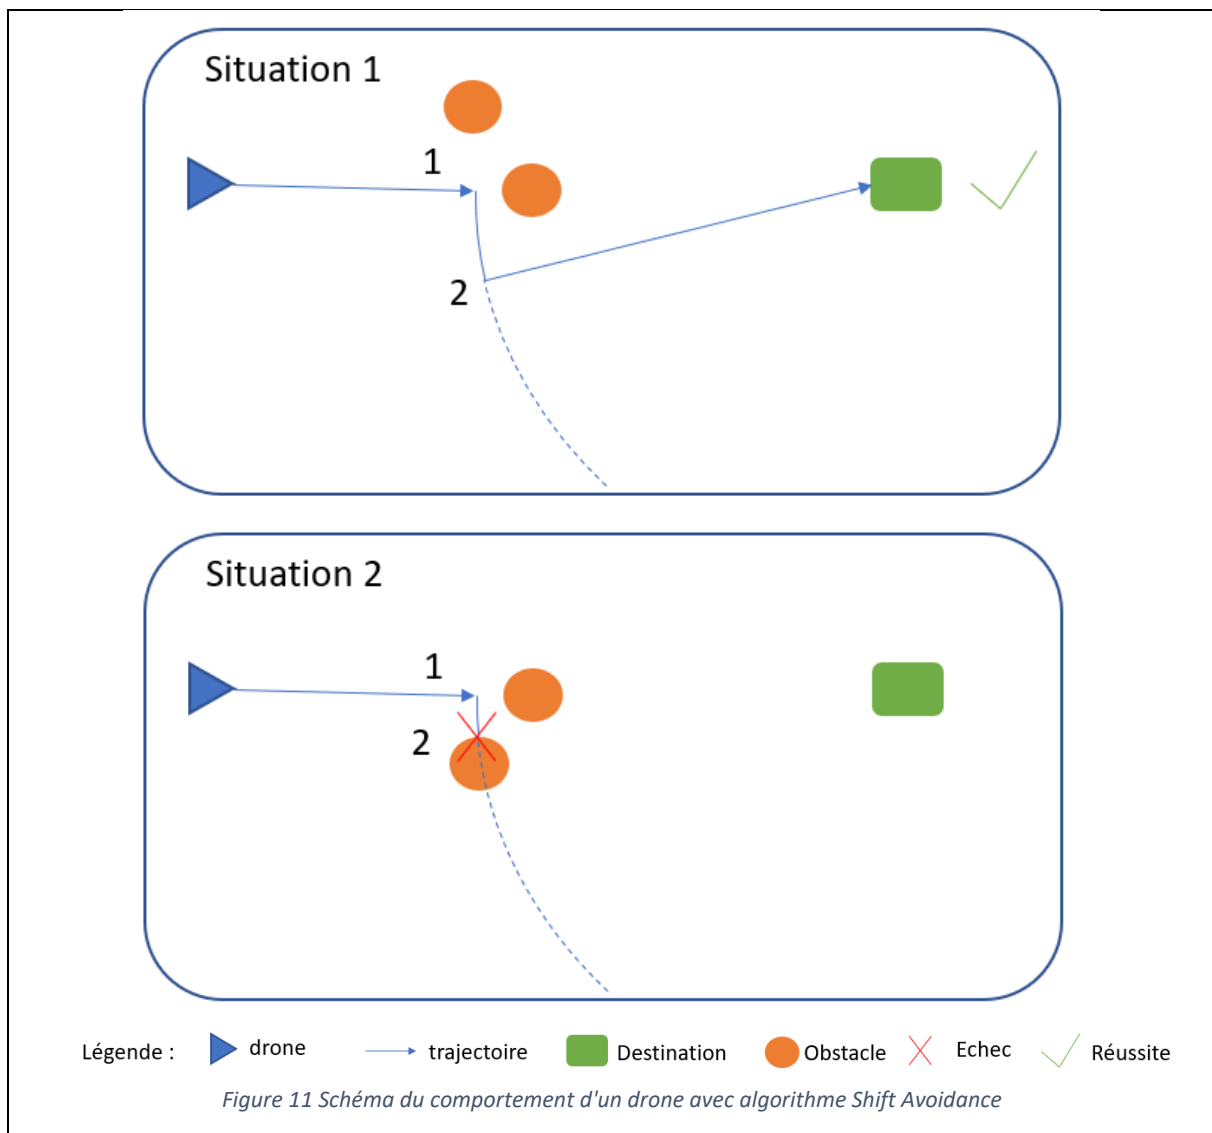 Situation 1
1
2
Situation 2
1
2
Légende : drone trajectoire Destination Obstacle Echec Réussite
Figure 11 Schéma du comportement d'un drone avec algorithme Shift Avoidance